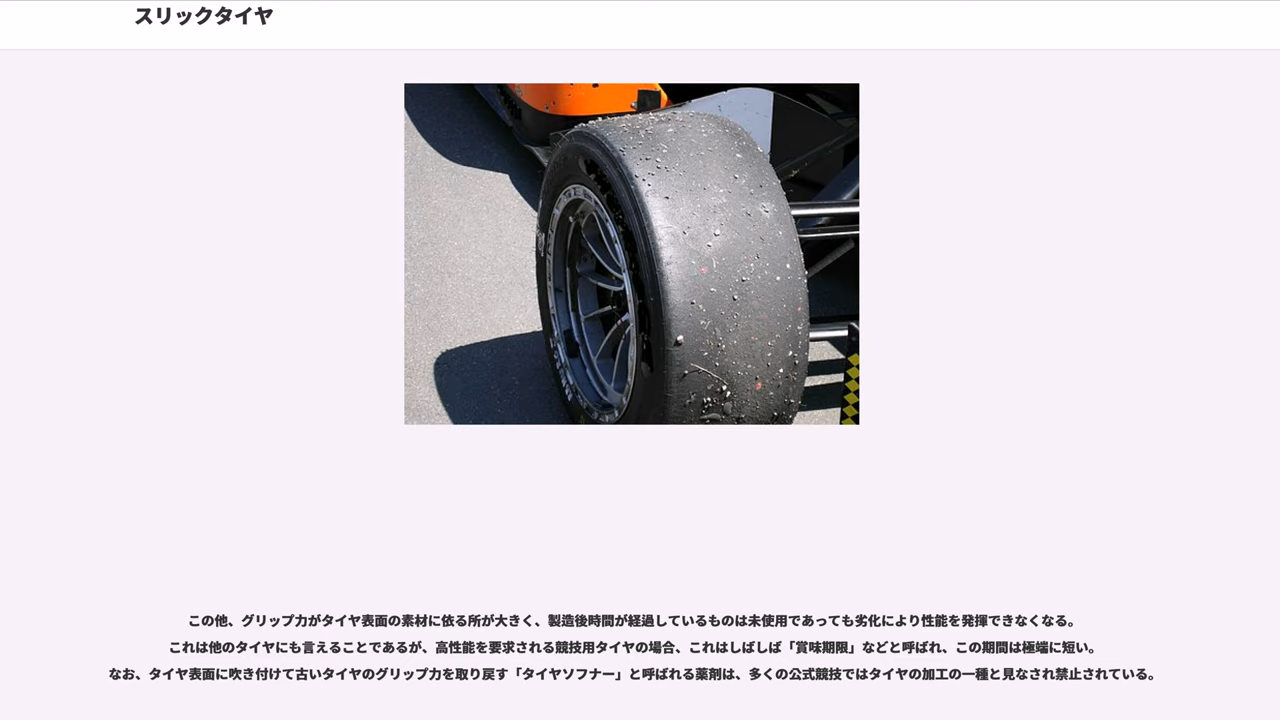 スリックタイヤ
この他、グリップ力がタイヤ表面の素材に依る所が大きく、製造後時間が経過しているものは未使用であっても劣化により性能を発揮できなくなる。
これは他のタイヤにも言えることであるが、高性能を要求される競技用タイヤの場合、これはしばしば「賞味期限」などと呼ばれ、この期間は極端に短い。
なお、タイヤ表面に吹き付けて古いタイヤのグリップ力を取り戻す「タイヤソフナー」と呼ばれる薬剤は、多くの公式競技ではタイヤの加工の一種と見なされ禁止されている。